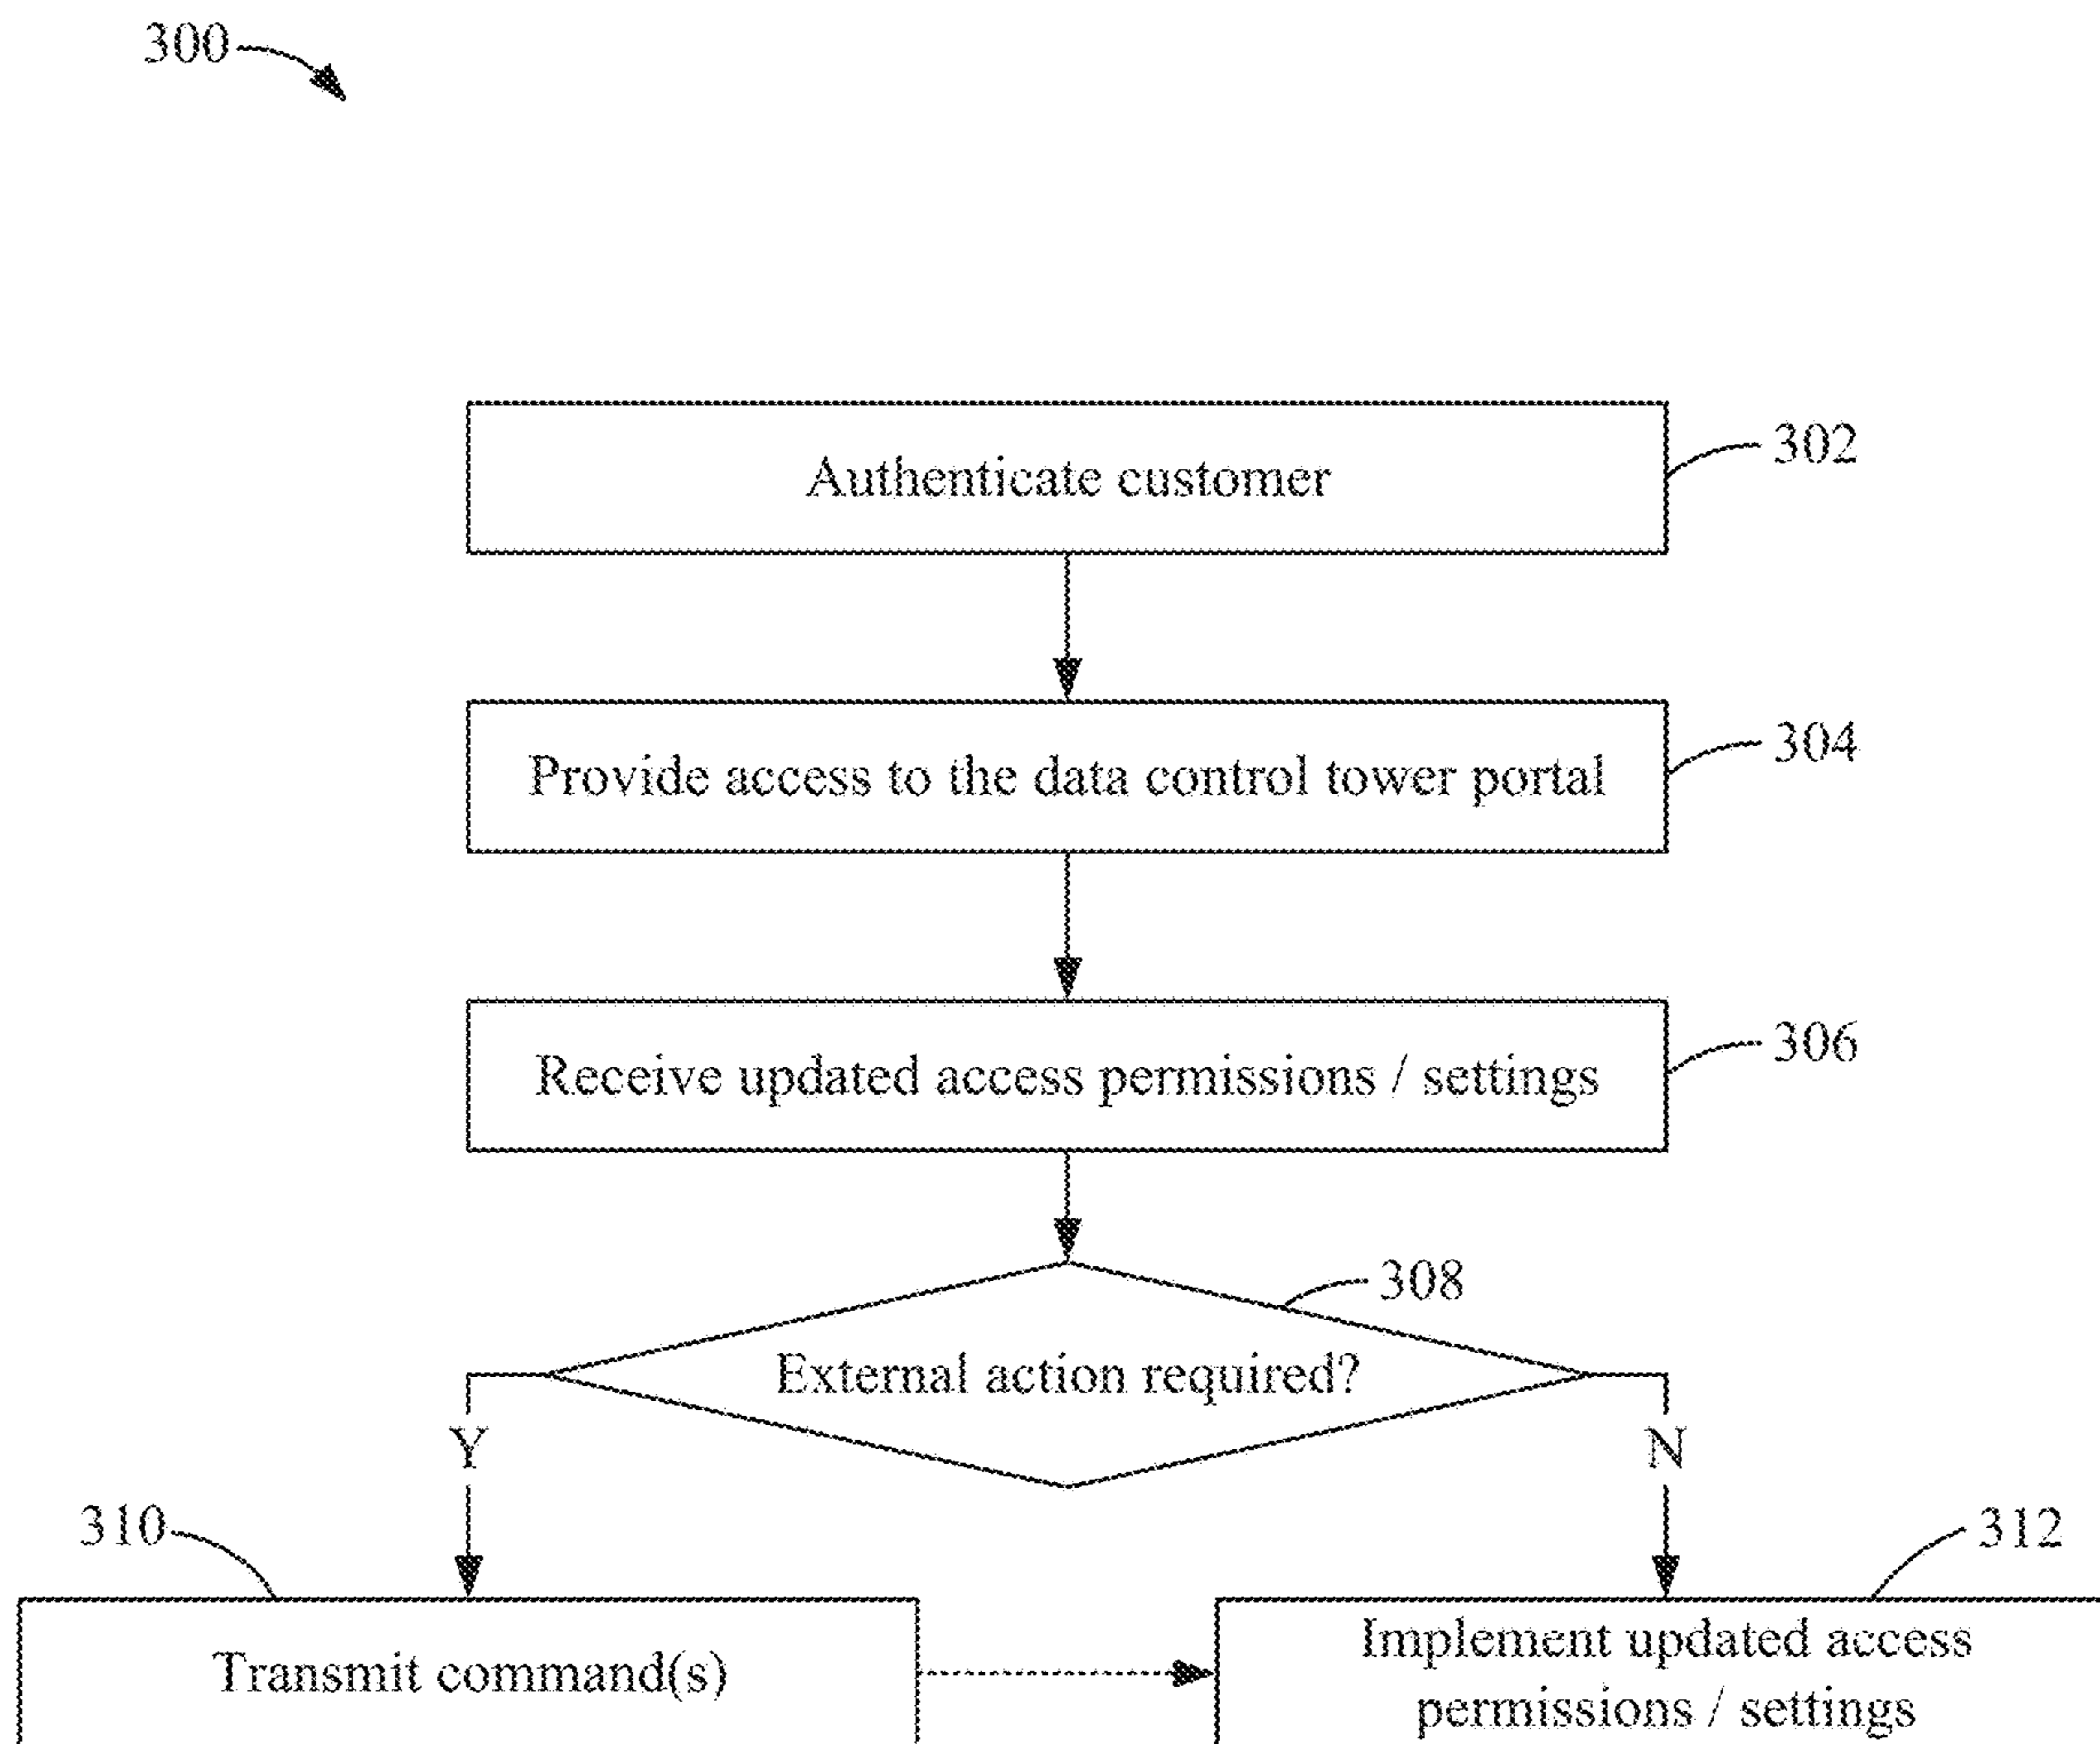 300
Authenticate customer
302
Provide access to the data control tower portal
304
Receive updated access permissions / settings
306
308
External action required?
Y
N
310
312
Transmit command(s)
Implement updated access
permissions / settings